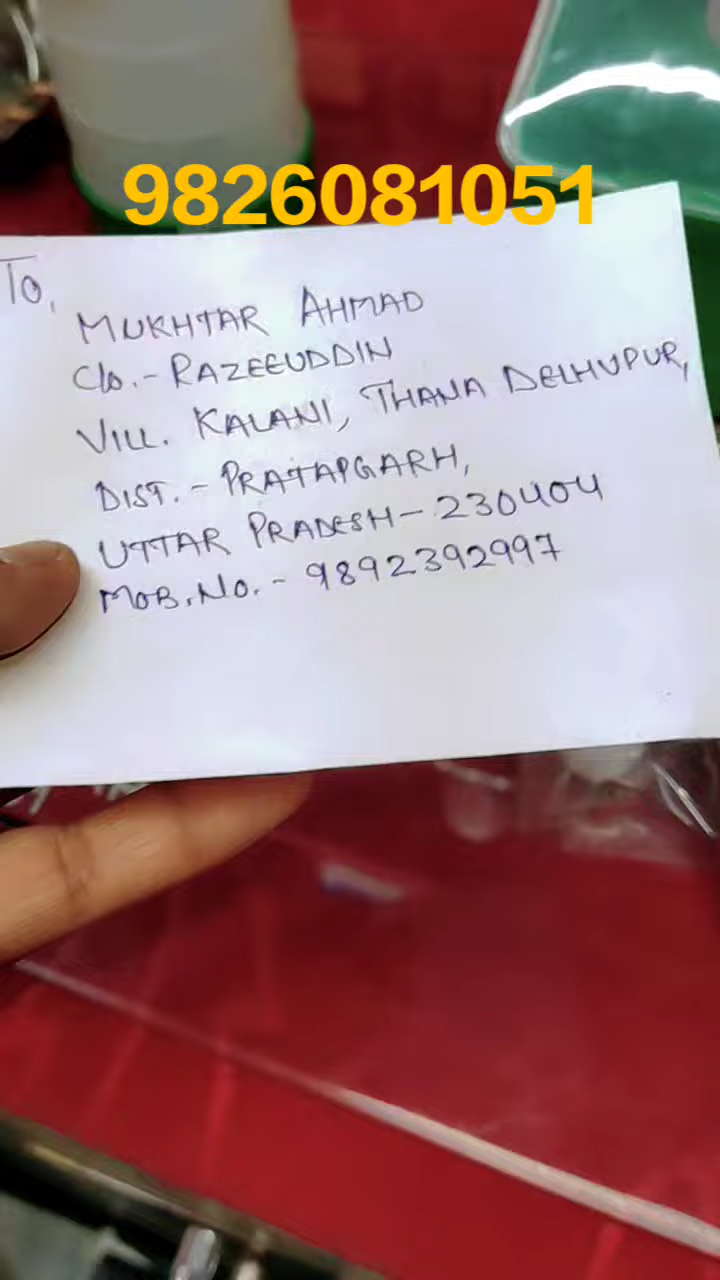 9826081051
To,
MUKHTAR AHMAD
C/o.- RAZEEUDDIN
VILL. KALANI, THANA DELHUPUR,
DIST.- PRATAPGARH,
UTTAR PRADESH - 230404
MOB.NO.- 9892392997